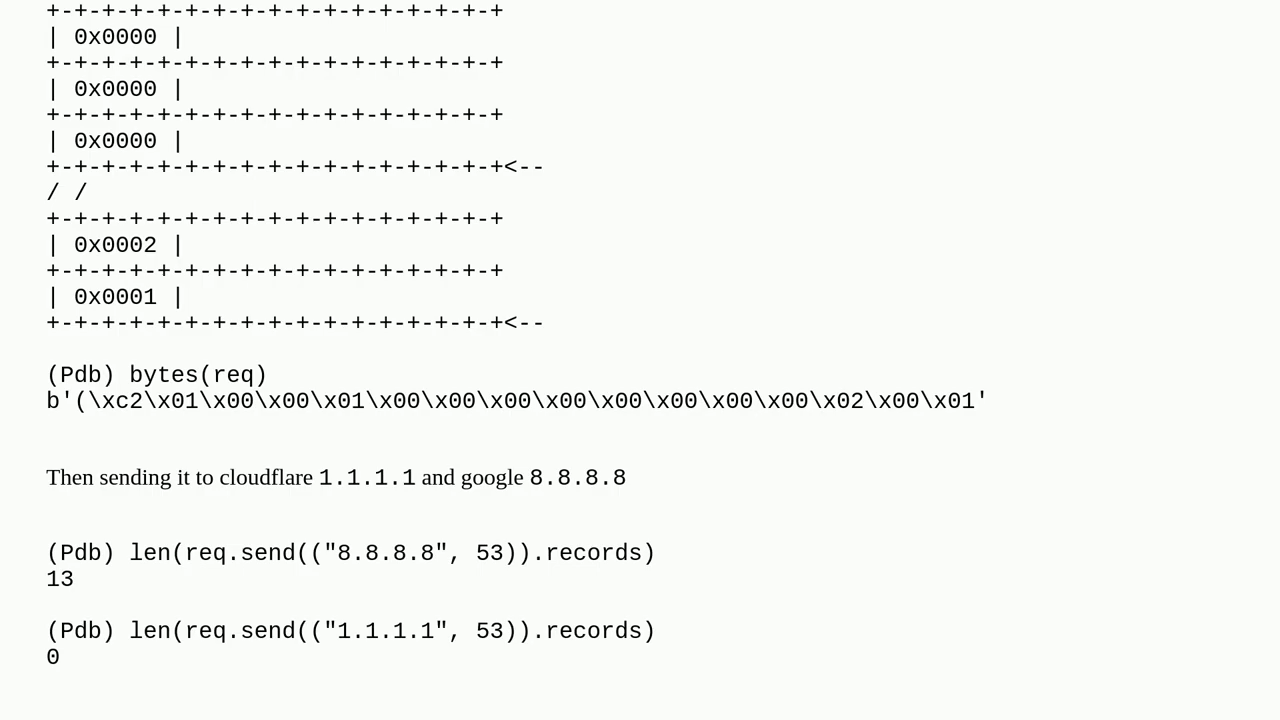 +-+-+-+-+-+-+-+-+-+-+-+-+-+-+-+-+
| 0x0000 |
+-+-+-+-+-+-+-+-+-+-+-+-+-+-+-+-+
| 0x0000 |
+-+-+-+-+-+-+-+-+-+-+-+-+-+-+-+-+
| 0x0000 |
+-+-+-+-+-+-+-+-+-+-+-+-+-+-+-+-+<--
/ /
+-+-+-+-+-+-+-+-+-+-+-+-+-+-+-+-+
| 0x0002 |
+-+-+-+-+-+-+-+-+-+-+-+-+-+-+-+-+
| 0x0001 |
+-+-+-+-+-+-+-+-+-+-+-+-+-+-+-+-+<--
(Pdb) bytes(req)
b'(\xc2\x01\x00\x00\x01\x00\x00\x00\x00\x00\x00\x00\x00\x02\x00\x01'
Then sending it to cloudflare 1.1.1.1 and google 8.8.8.8
(Pdb) len(req.send(("8.8.8.8", 53)).records)
13
(Pdb) len(req.send(("1.1.1.1", 53)).records)
0